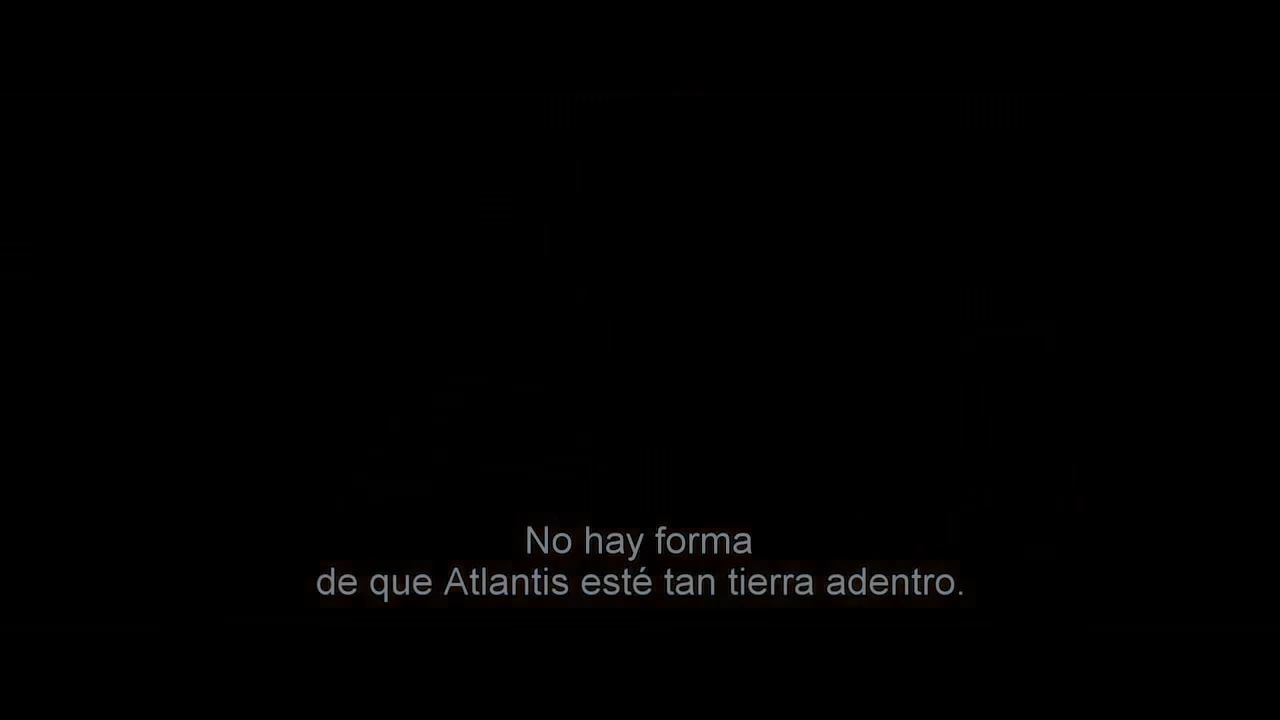 No hay forma
de que Atlantis esté tan tierra adentro.